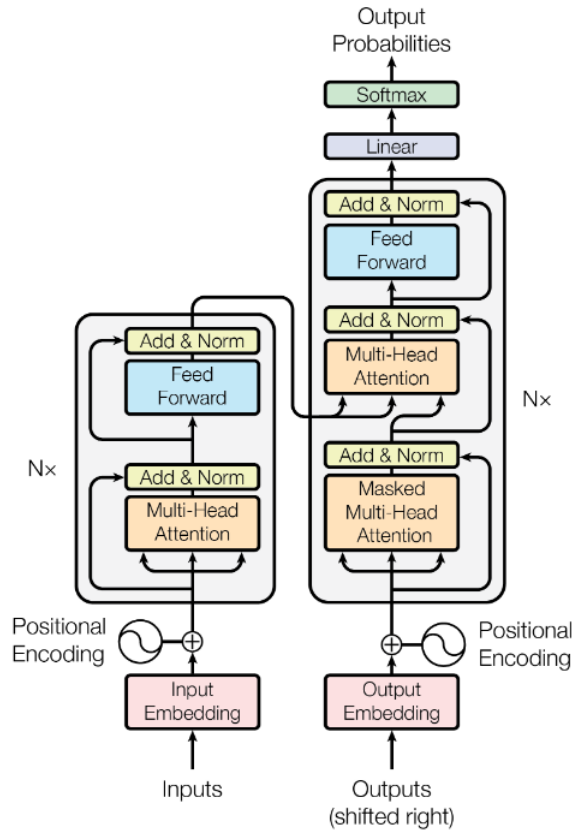 Output
Probabilities
Softmax
Linear
Add & Norm
Feed
Forward
Add & Norm
Multi-Head
Attention
Add & Norm
Masked
Multi-Head
Attention
N×
Add & Norm
Feed
Forward
Add & Norm
Multi-Head
Attention
N×
Positional
Encoding
Positional
Encoding
Input
Embedding
Output
Embedding
Inputs
Outputs
(shifted right)